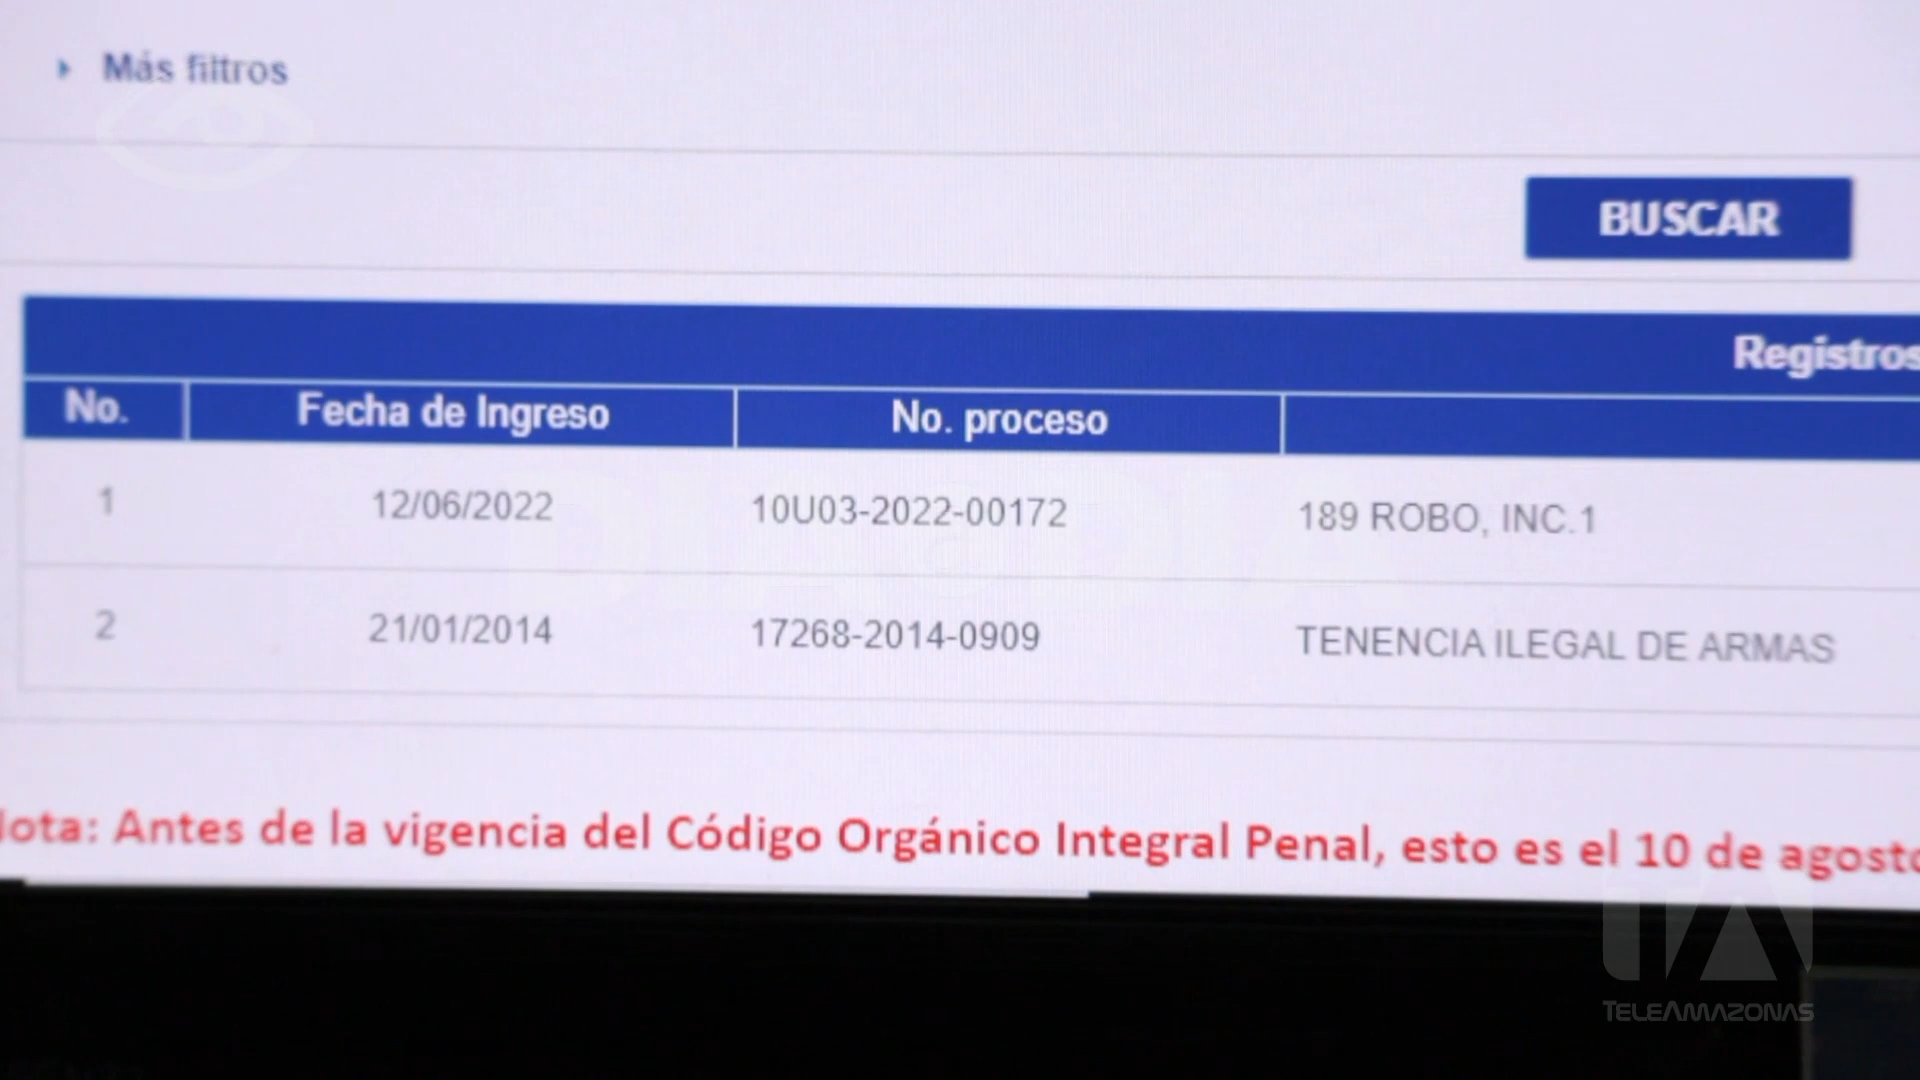 Más filtros
BUSCAR
Registros
No. Fecha de Ingreso No. proceso
1 12/06/2022 10U03-2022-00172 189 ROBO, INC.1
2 21/01/2014 17268-2014-0909 TENENCIA ILEGAL DE ARMAS
Nota: Antes de la vigencia del Código Orgánico Integral Penal, esto es el 10 de agosto
TELEAMAZONAS